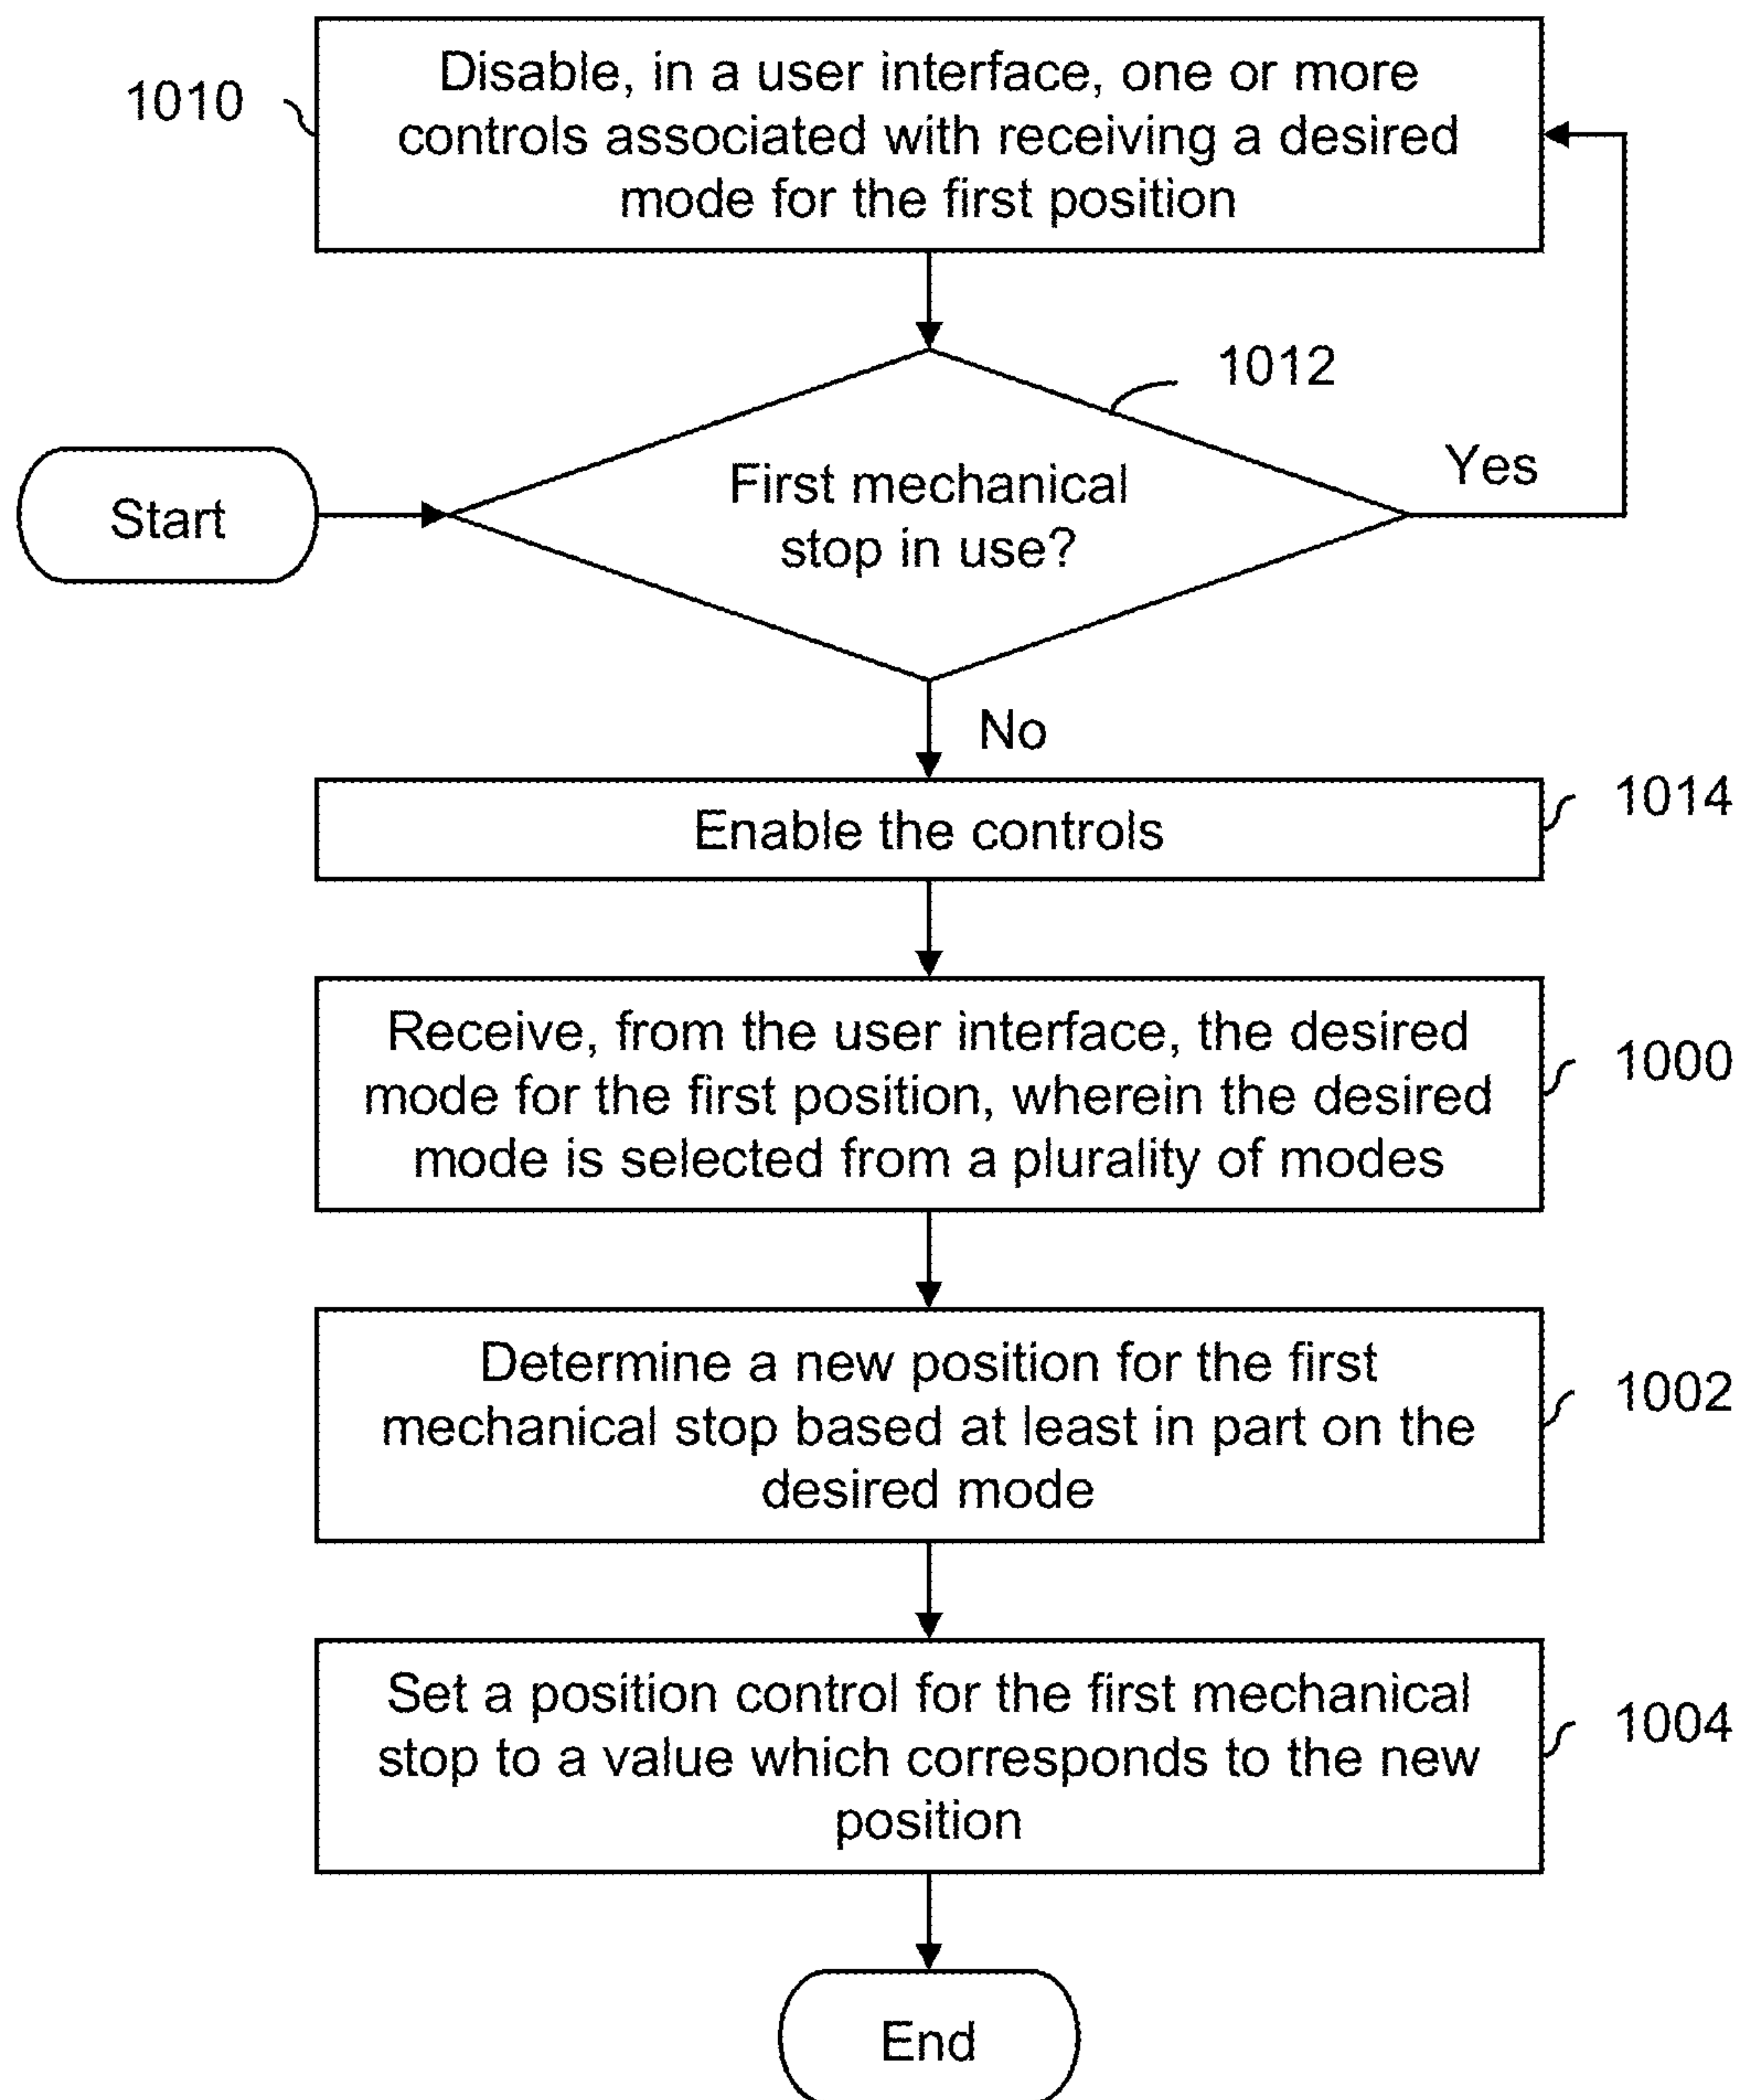 Disable, in a user interface, one or more
controls associated with receiving a desired
mode for the first position
1010
1012
First mechanical
stop in use?
Yes
Start
No
Enable the controls
1014
Receive, from the user interface, the desired
mode for the first position, wherein the desired
mode is selected from a plurality of modes
1000
Determine a new position for the first
mechanical stop based at least in part on the
desired mode
1002
Set a position control for the first mechanical
stop to a value which corresponds to the new
position
1004
End